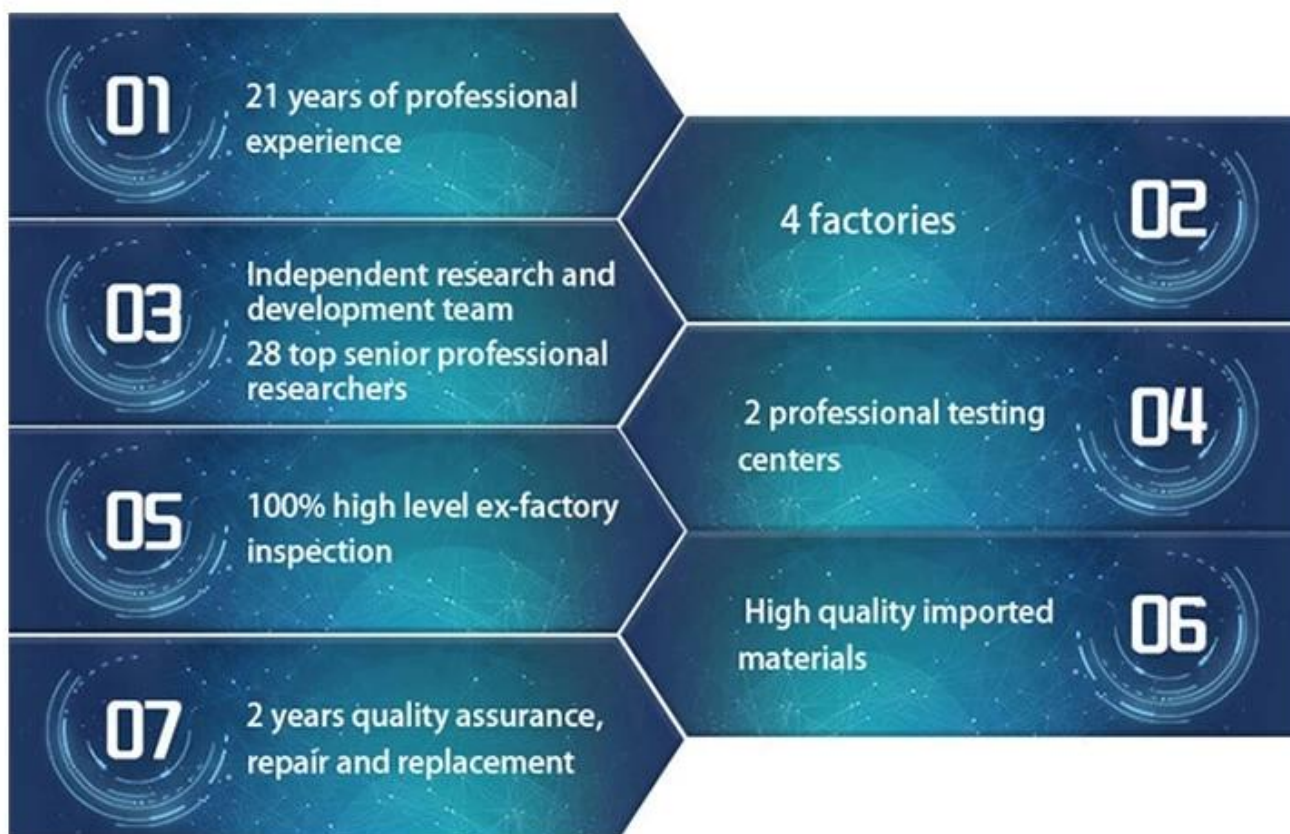 01
21 years of professional
experience
02
4 factories
03
Independent research and
development team
28 top senior professional
researchers
04
2 professional testing
centers
05
100% high level ex-factory
inspection
06
High quality imported
materials
07
2 years quality assurance,
repair and replacement